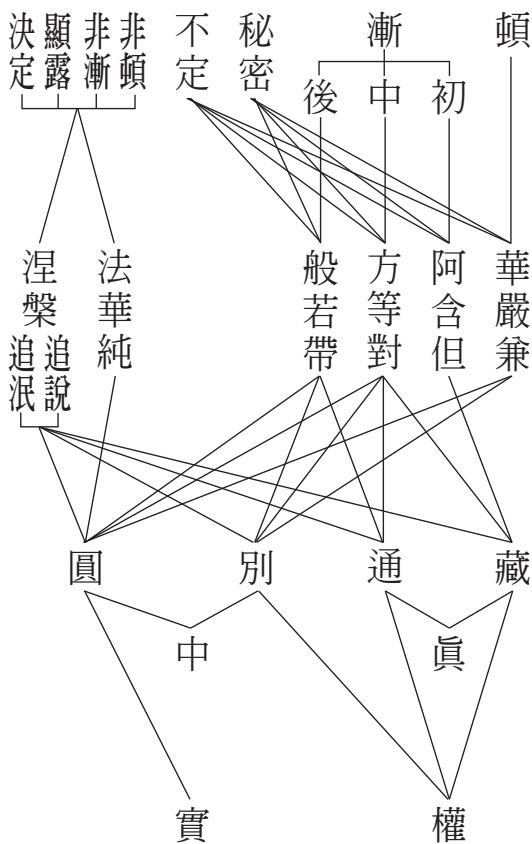 頓
漸
初
中
後
秘密
不定
非頓
非漸
顯露
決定
華嚴兼
阿含但
方等對
般若帶
法華純
涅槃
追說
追泯
藏
通
別
圓
眞
中
權
實